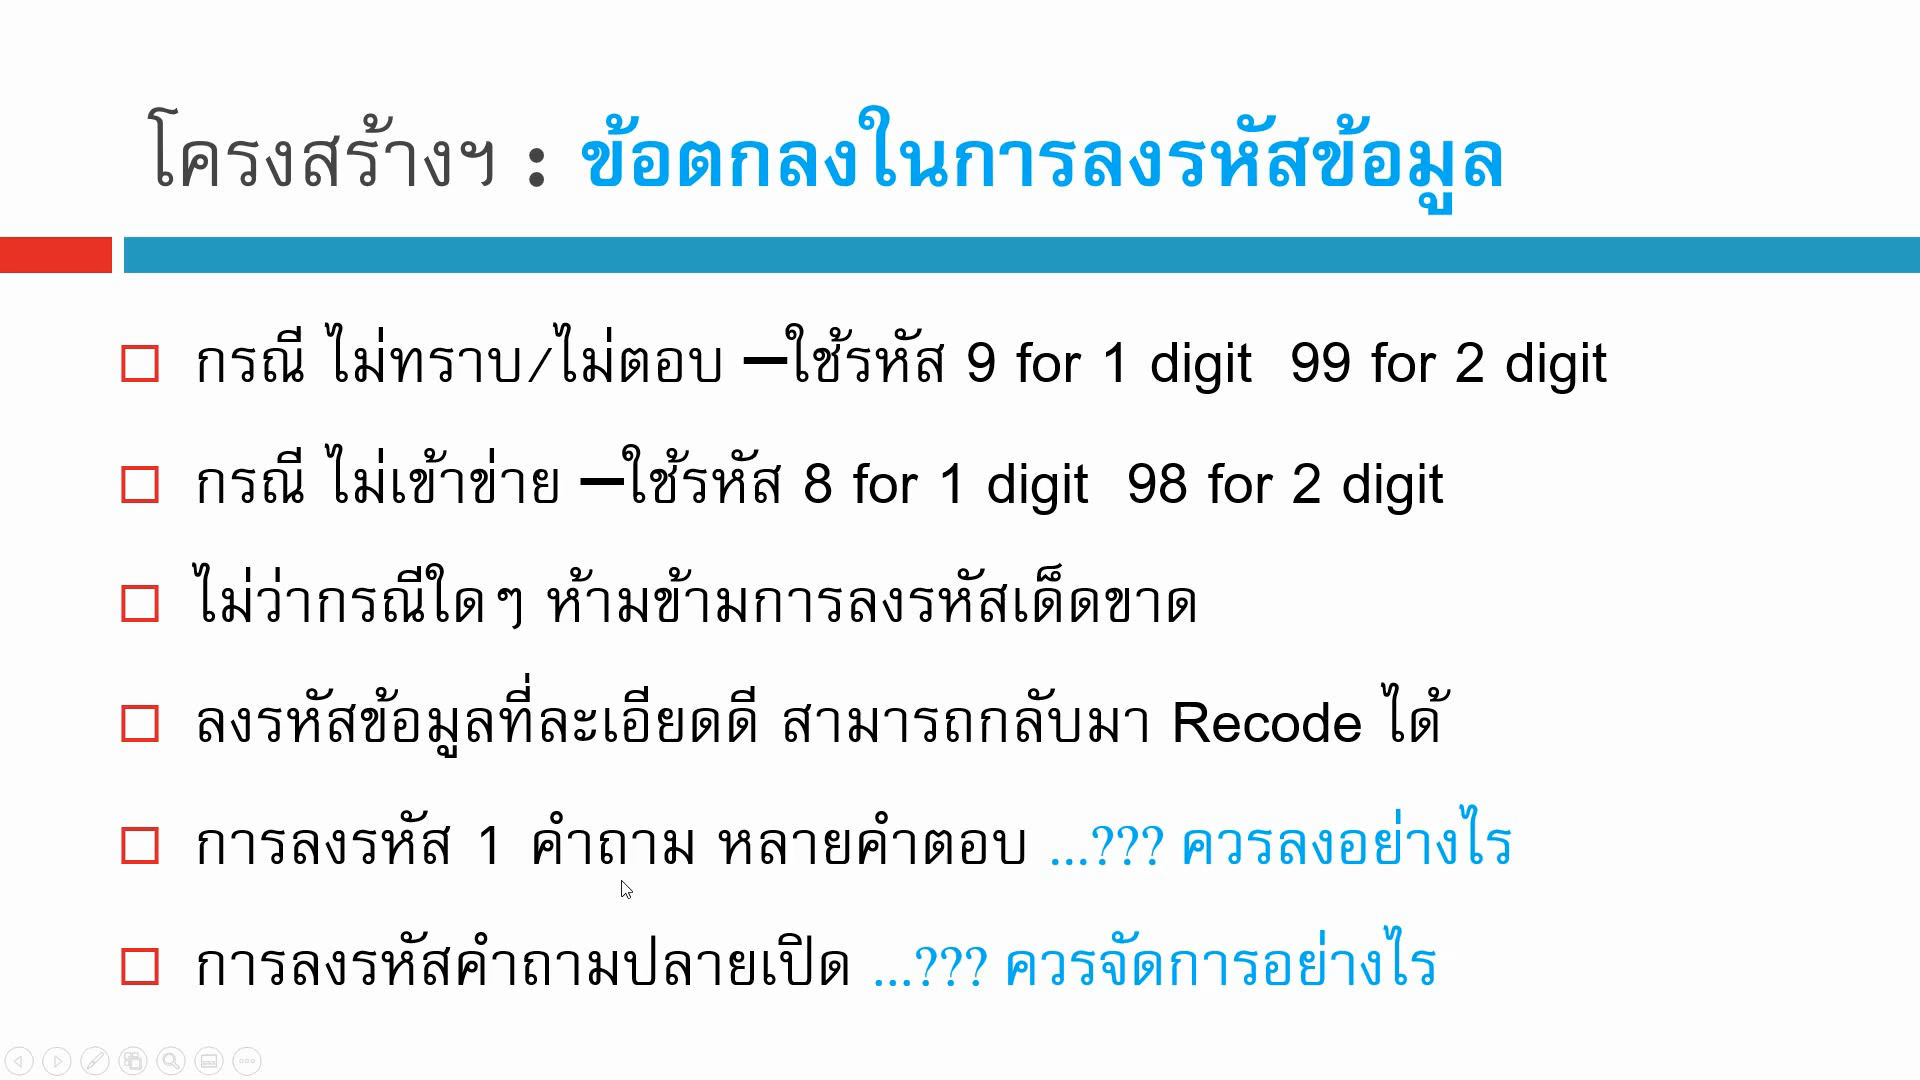 โครงสร้างฯ : ข้อตกลงในการลงรหัสข้อมูล
กรณี ไม่ทราบ/ไม่ตอบ –ใช้รหัส 9 for 1 digit 99 for 2 digit
กรณี ไม่เข้าข่าย –ใช้รหัส 8 for 1 digit 98 for 2 digit
ไม่ว่ากรณีใดๆ ห้ามข้ามการลงรหัสเด็ดขาด
ลงรหัสข้อมูลที่ละเอียดดี สามารถกลับมา Recode ได้
การลงรหัส 1 คำถาม หลายคำตอบ ...??? ควรลงอย่างไร
การลงรหัสคำถามปลายเปิด ...??? ควรจัดการอย่างไร